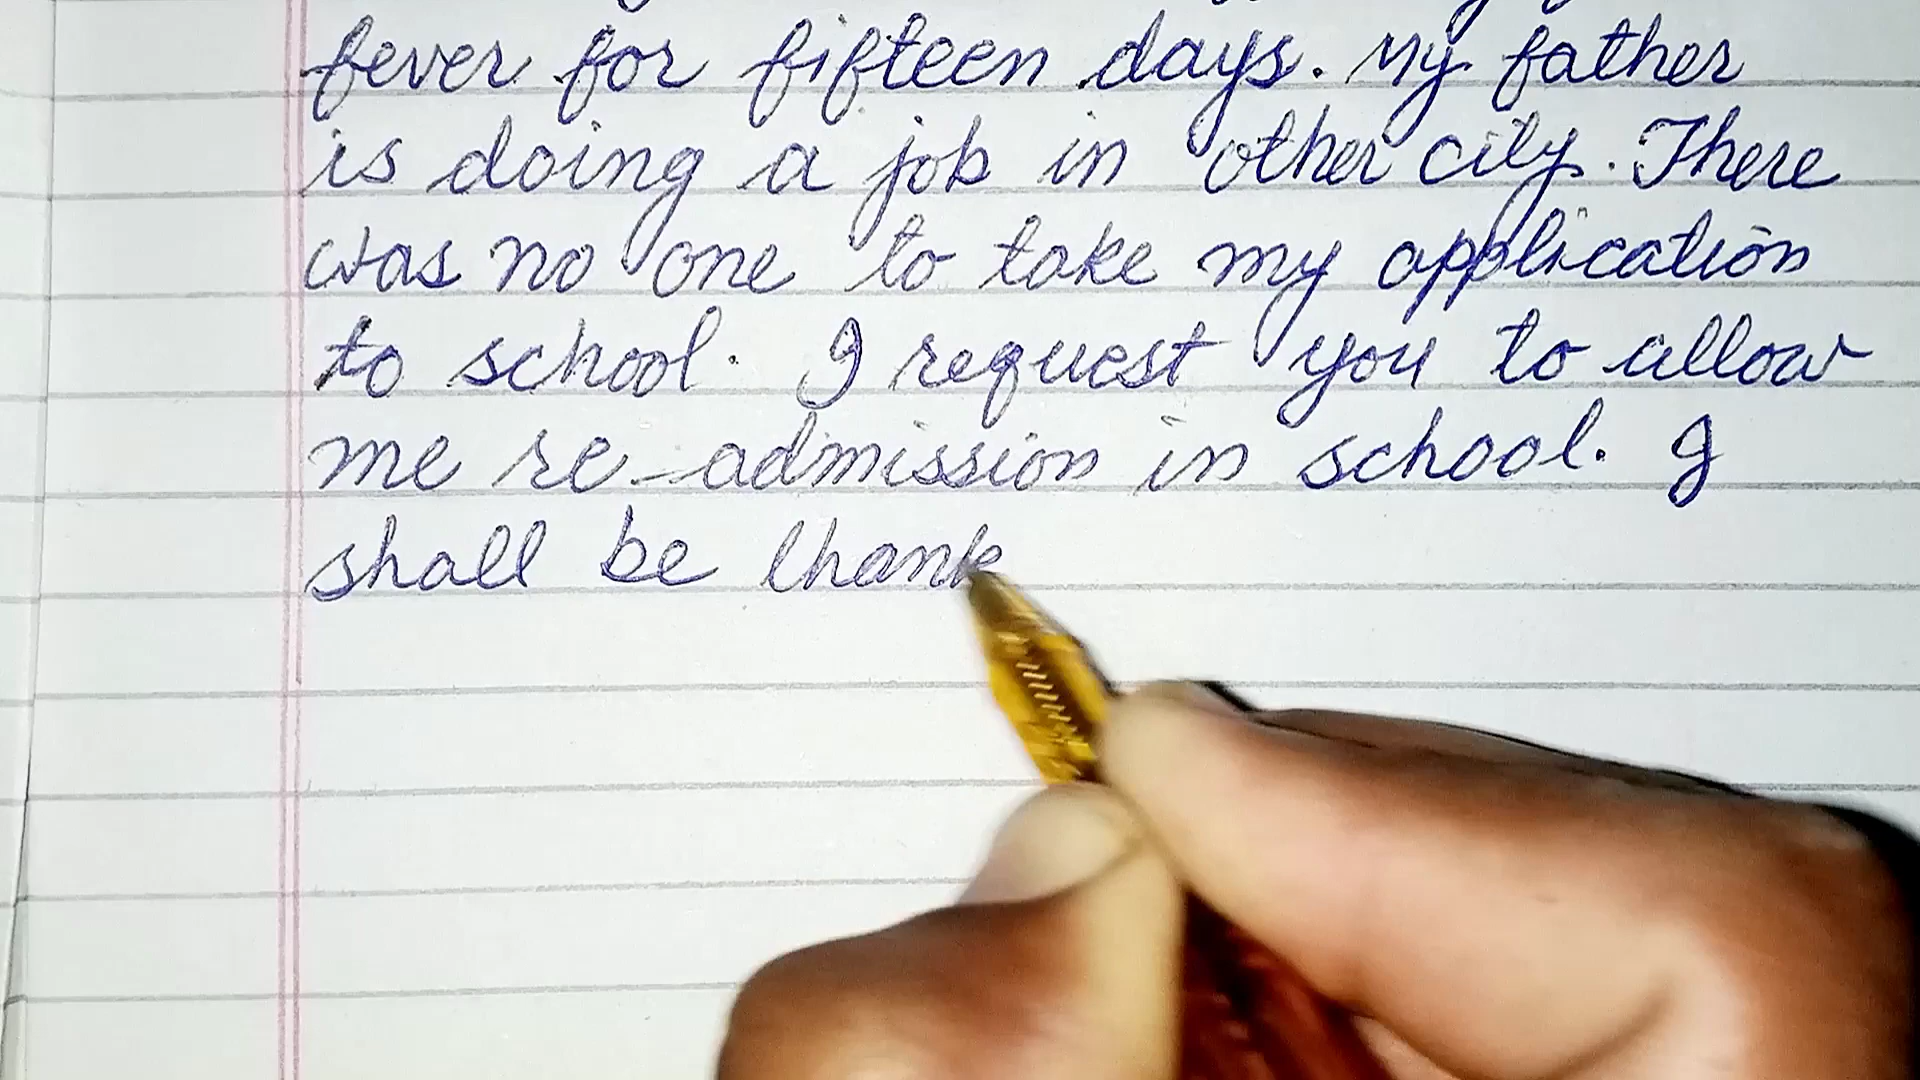 fever for fifteen days. My father
is doing a job in other city. There
was no one to take my application
to school. I request you to allow
me re-admission in school. I
shall be thank